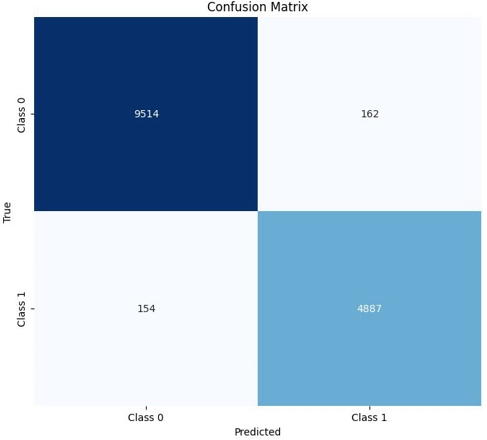 Confusion Matrix
Class 0
9514
162
True
Class 1
154
4887
Class 0
Class 1
Predicted